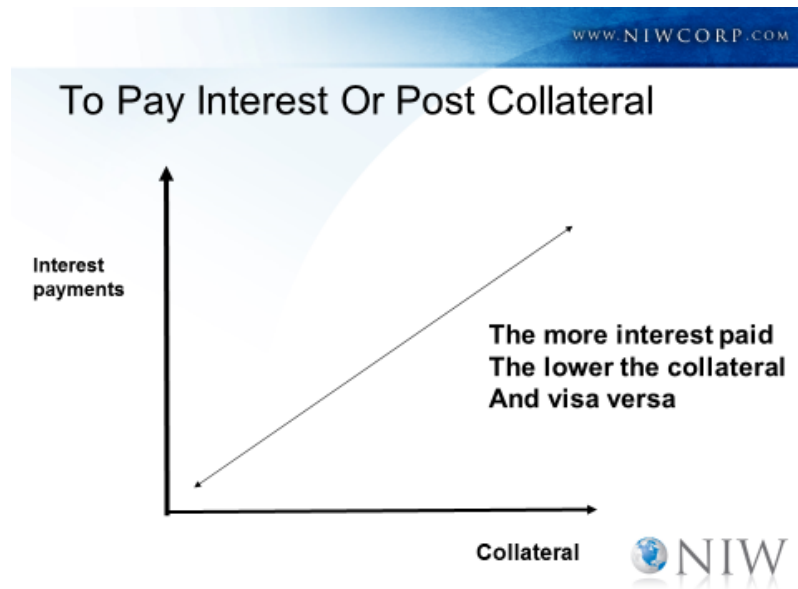 WWW.NIWCORP.COM
To Pay Interest Or Post Collateral
Interest
payments
The more interest paid
The lower the collateral
And visa versa
Collateral
NIW